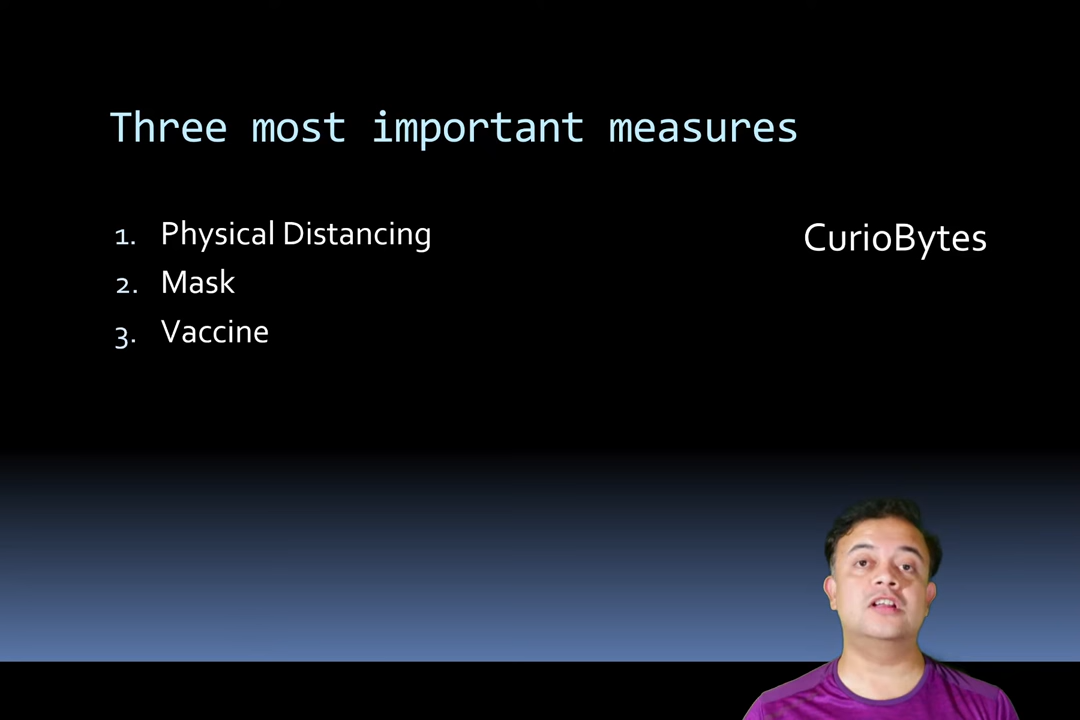 Three most important measures
1. Physical Distancing
2. Mask
3. Vaccine
CurioBytes